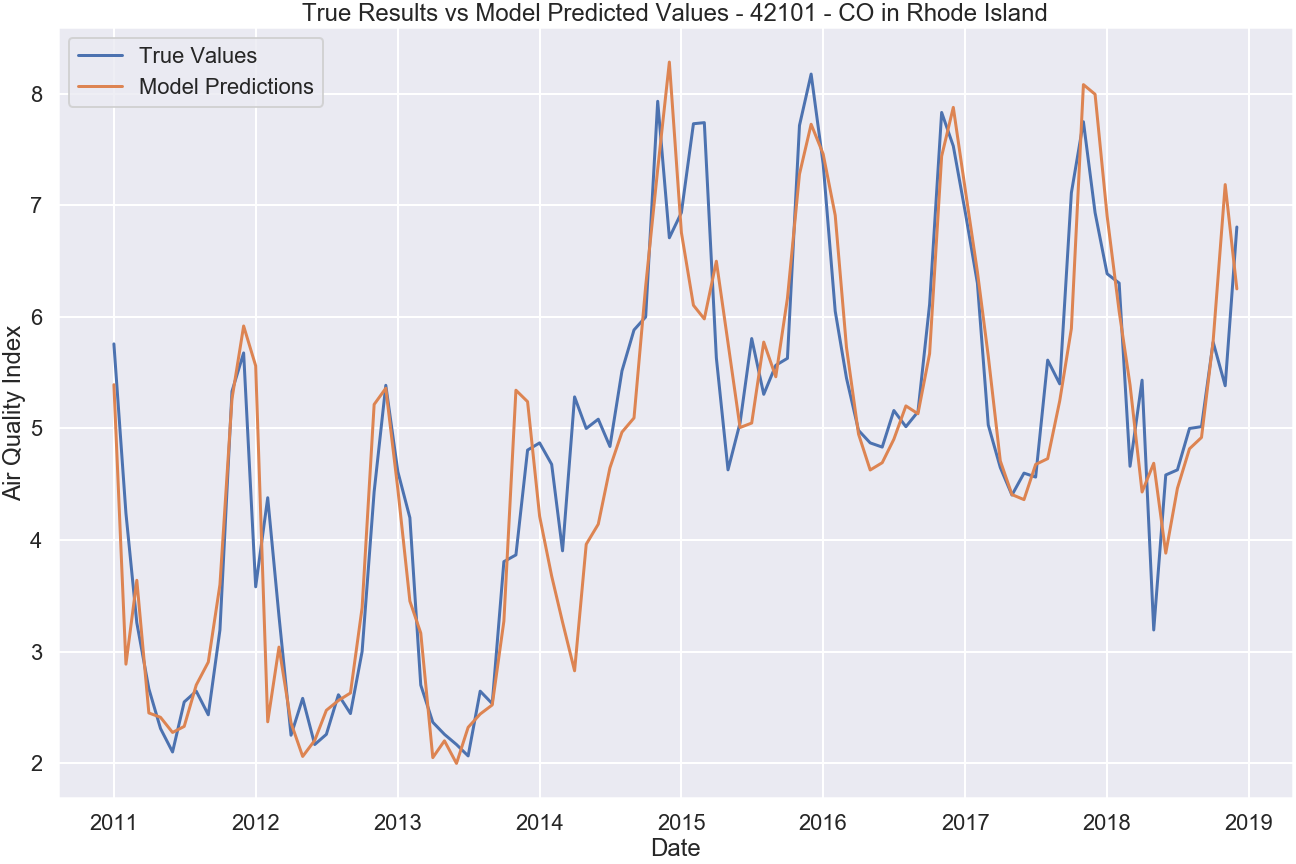 True Results vs Model Predicted Values - 42101 - CO in Rhode Island
True Values
Model Predictions
Air Quality Index
8
7
6
5
4
3
2
2011 2012 2013 2014 2015 2016 2017 2018 2019
Date